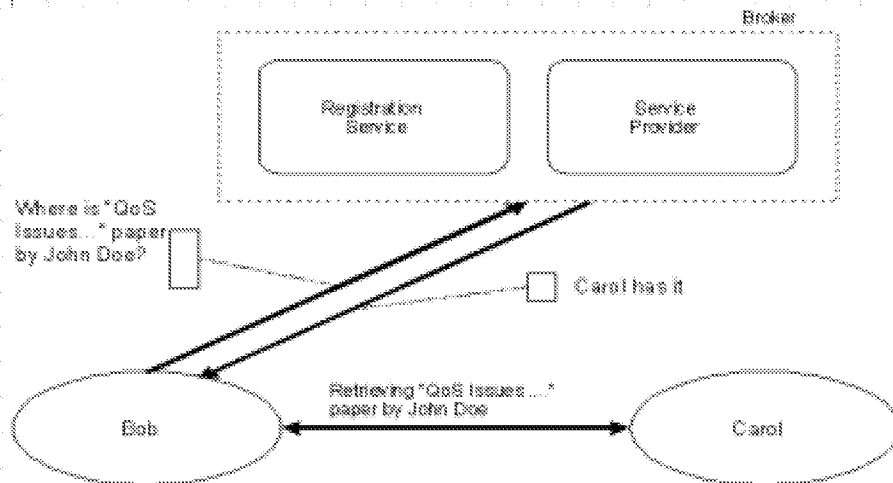 Broker
Registration
Service
Service
Provider
Where is "QoS
Issues..." paper
by John Doe?
Carol has it
Retrieving "QoS Issues ...."
paper by John Doe
Bob
Carol